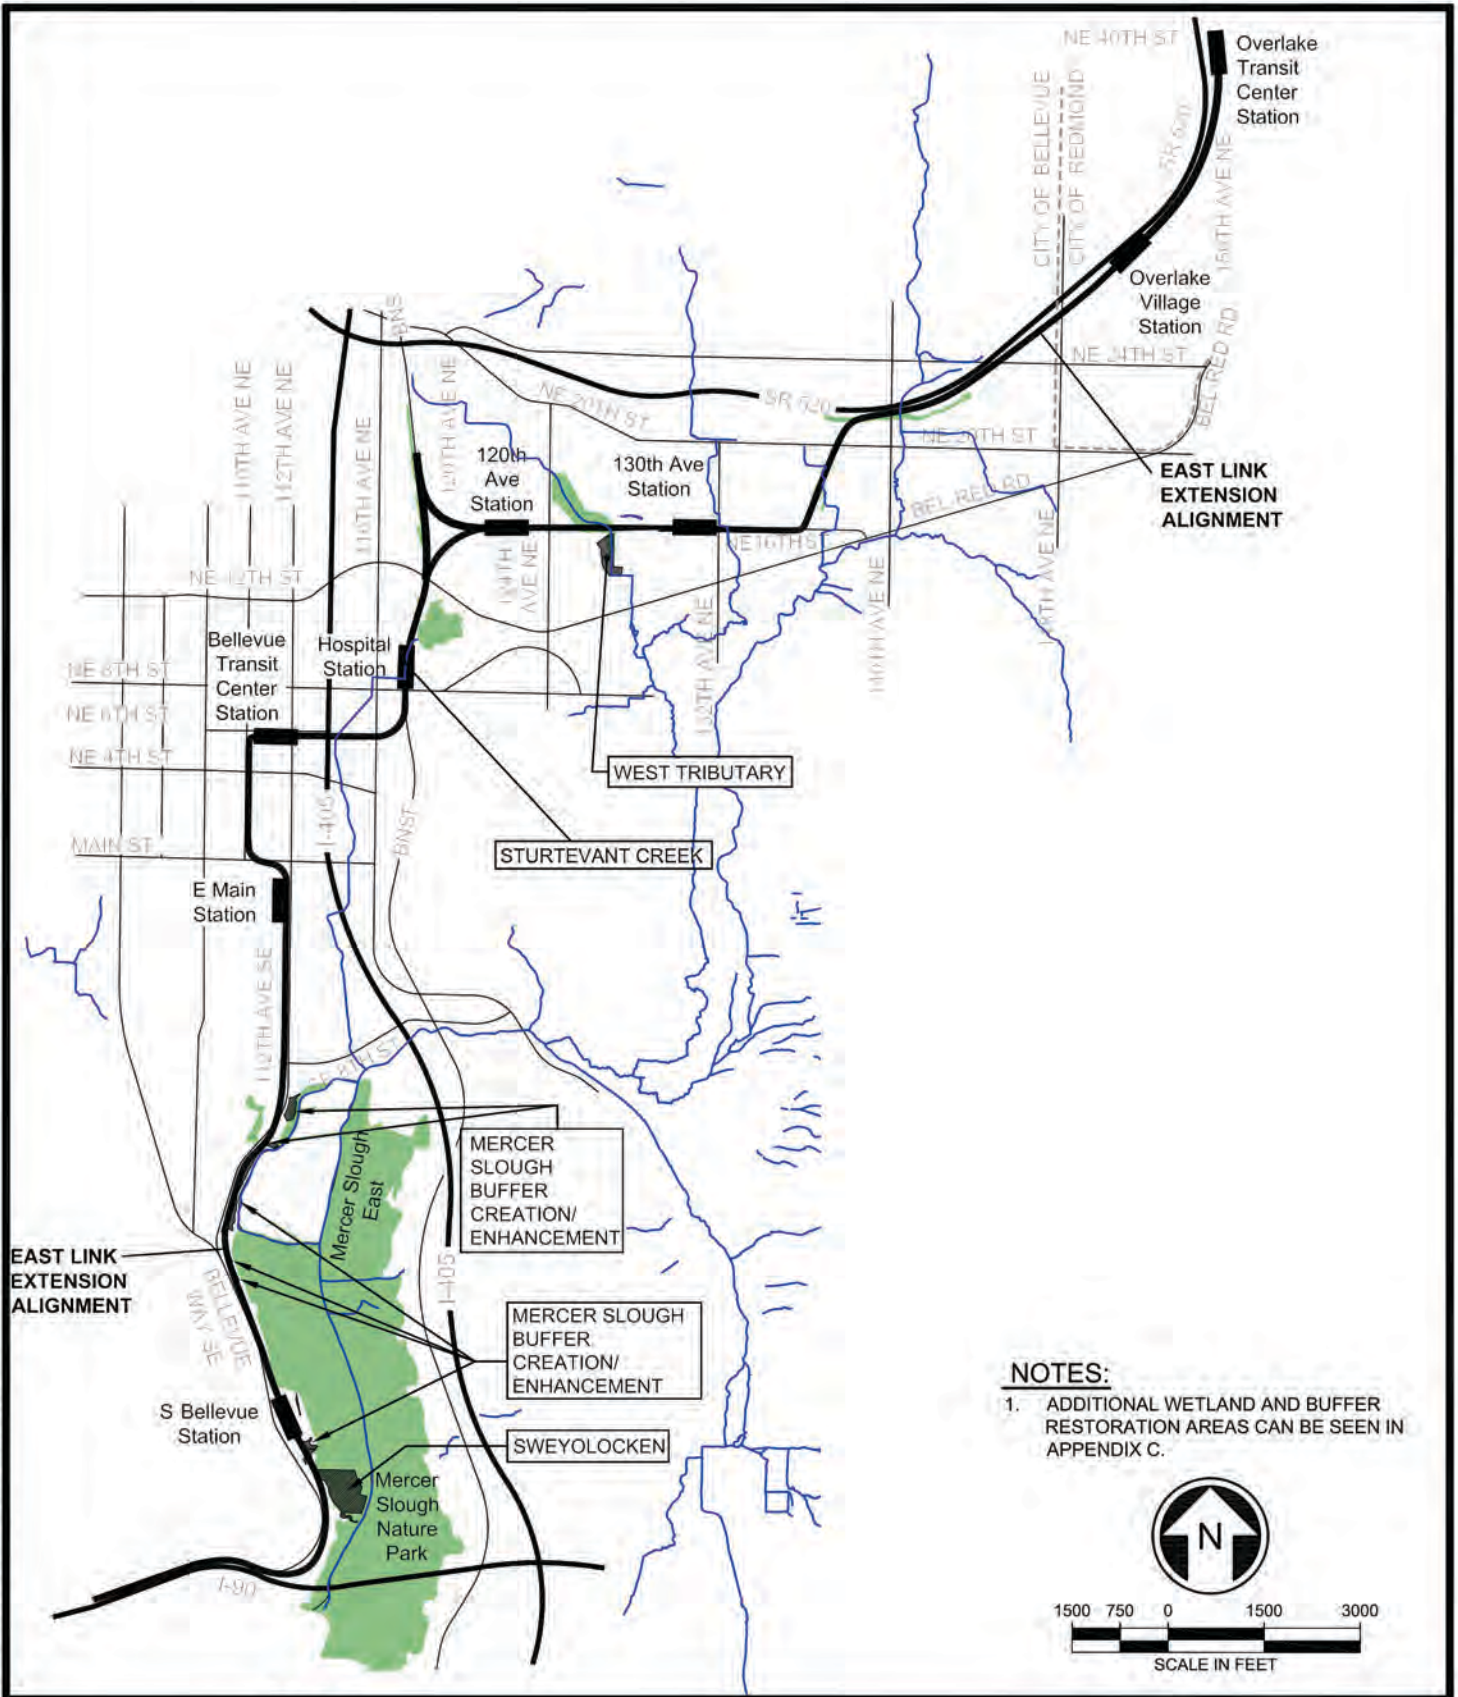 NE 40TH ST
Overlake
Transit
Center
Station
CITY OF BELLEVUE
CITY OF REDMOND
SR 520
156TH AVE NE
Overlake
Village
Station
BNSF
NE 24TH ST
BEL-RED RD
110TH AVE NE
112TH AVE NE
116TH AVE NE
120TH AVE NE
NE 20TH ST
SR 520
NE 20TH ST
120th
Ave
Station
130th Ave
Station
EAST LINK
EXTENSION
ALIGNMENT
BEL-RED RD
NE 16TH ST
124TH
AVE NE
132TH AVE NE
140TH AVE NE
148TH AVE NE
NE 12TH ST
Bellevue
Transit
Center
Station
Hospital
Station
NE 8TH ST
NE 6TH ST
NE 4TH ST
WEST TRIBUTARY
I-405
BNSF
MAIN ST
STURTEVANT CREEK
E Main
Station
112TH AVE SE
SE 8TH ST
MERCER
SLOUGH
BUFFER
CREATION/
ENHANCEMENT
Mercer Slough
East
EAST LINK
EXTENSION
ALIGNMENT
BELLEVUE
WAY SE
I-405
MERCER SLOUGH
BUFFER
CREATION/
ENHANCEMENT
S Bellevue
Station
SWEYOLOCKEN
Mercer
Slough
Nature
Park
I-90
NOTES:
1. ADDITIONAL WETLAND AND BUFFER
RESTORATION AREAS CAN BE SEEN IN
APPENDIX C.
N
1500 750 0 1500 3000
SCALE IN FEET